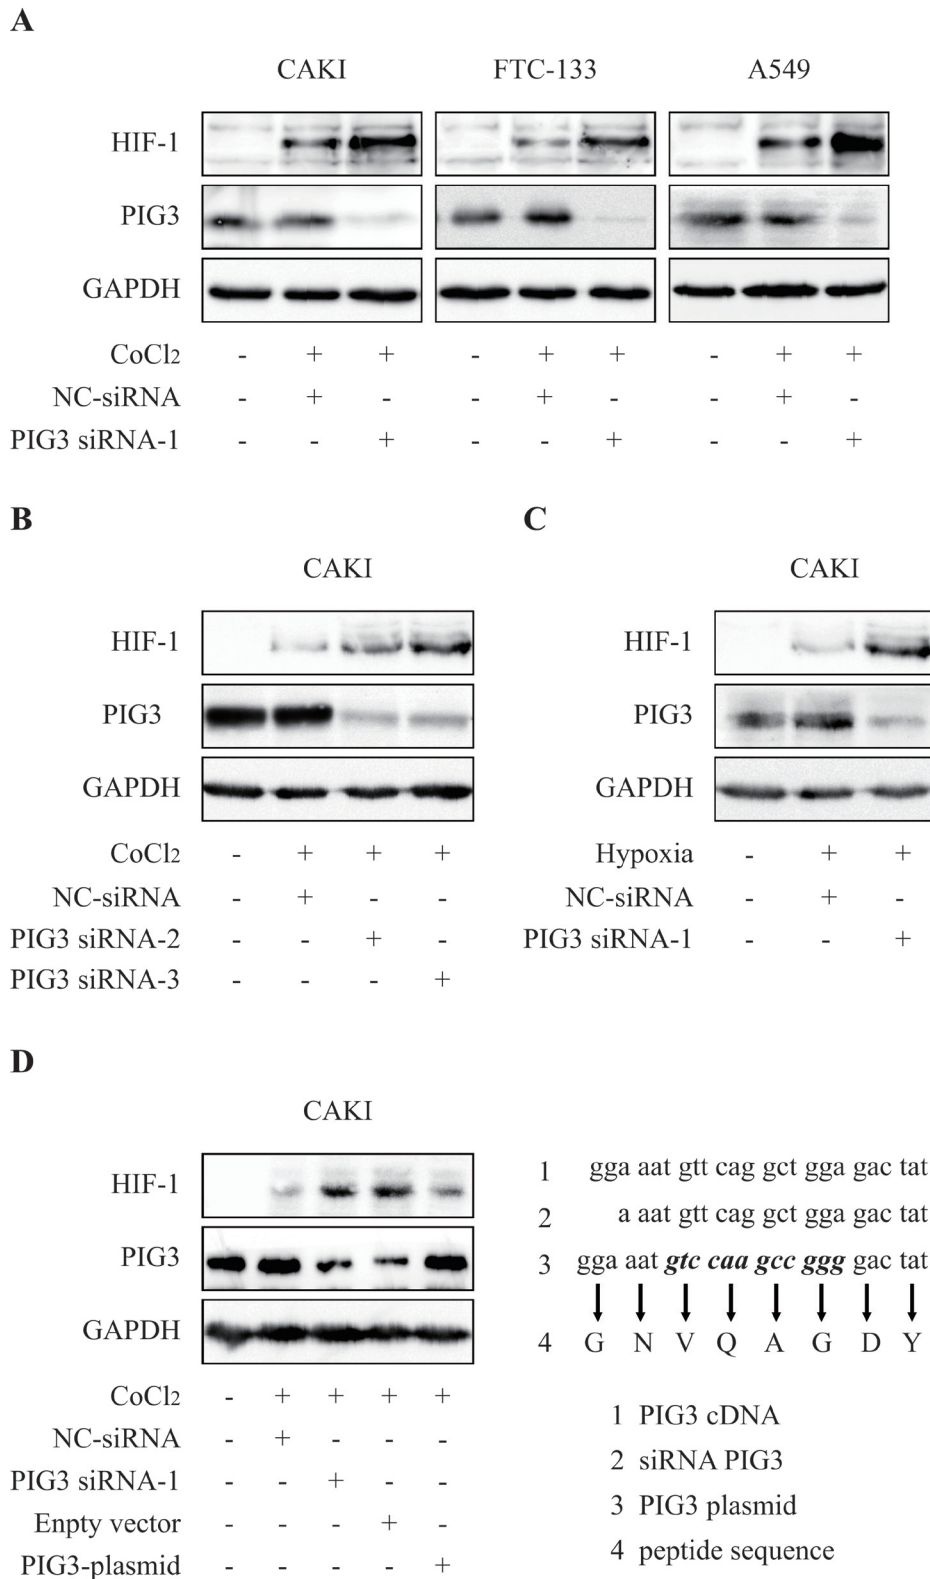 A
CAKI FTC-133 A549
HIF-1
PIG3
GAPDH
CoCl2 - + + - + + - + +
NC-siRNA - + - - + - - + -
PIG3 siRNA-1 - - + - - + - - +
B
CAKI
HIF-1
PIG3
GAPDH
CoCl2 - + + +
NC-siRNA - + - -
PIG3 siRNA-2 - - + -
PIG3 siRNA-3 - - - +
C
CAKI
HIF-1
PIG3
GAPDH
Hypoxia - + +
NC-siRNA - + -
PIG3 siRNA-1 - - +
D
CAKI
HIF-1
PIG3
GAPDH
CoCl2 - + + + +
NC-siRNA - + - - -
PIG3 siRNA-1 - - + - -
Enpty vector - - - + -
PIG3-plasmid - - - - +
1 gga aat gtt cag gct gga gac tat
2 a aat gtt cag gct gga gac tat
3 gga aat gtc caa gcc ggg gac tat
4 G N V Q A G D Y
1 PIG3 cDNA
2 siRNA PIG3
3 PIG3 plasmid
4 peptide sequence